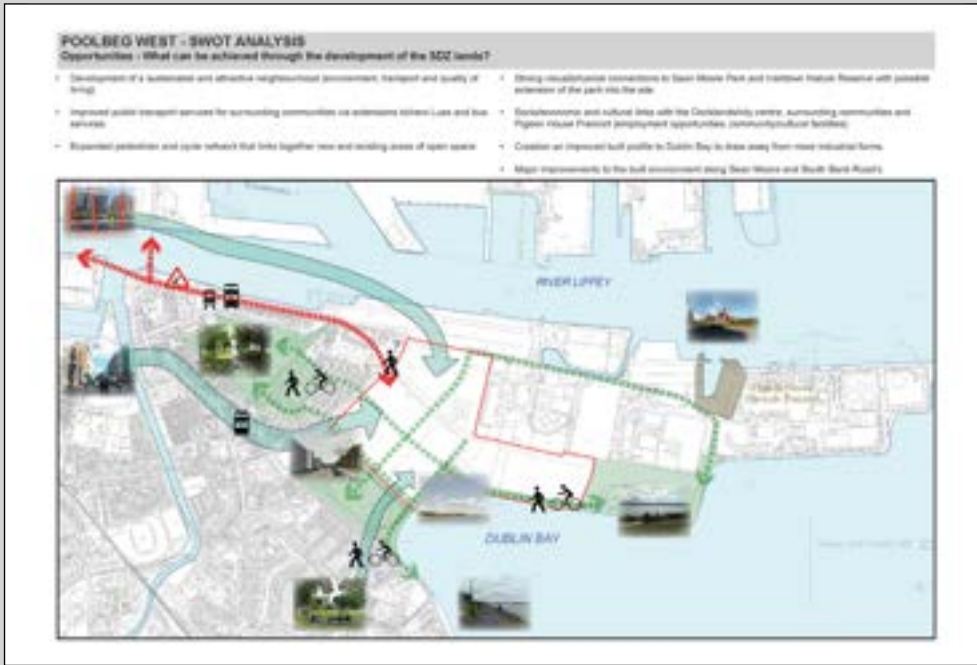 POOLBEG WEST - SWOT ANALYSIS
Opportunities - What can be achieved through the development of the SDZ lands?
• Development of a sustainable and attractive neighbourhood (environment, transport and quality of
living)
• Improved public transport services for surrounding communities via extensions to Luas and bus
services
• Expanded pedestrian and cycle network that links together new and existing areas of open space
• Strong visual/physical connections to Sean Moore Park and Irishtown Nature Reserve with possible
extension of the park into the site
• Social/economic and cultural links with the Docklands/city centre, surrounding communities and
Pigeon House Precinct (employment opportunities, community/cultural facilities)
• Creation an improved built profile to Dublin Bay to draw away from more industrial forms
• Major improvements to the built environment along Sean Moore and South Bank Road's
RIVER LIFFEY
DUBLIN BAY